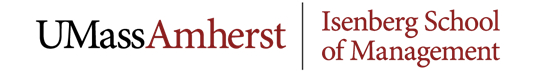 UMassAmherst
Isenberg School
of Management